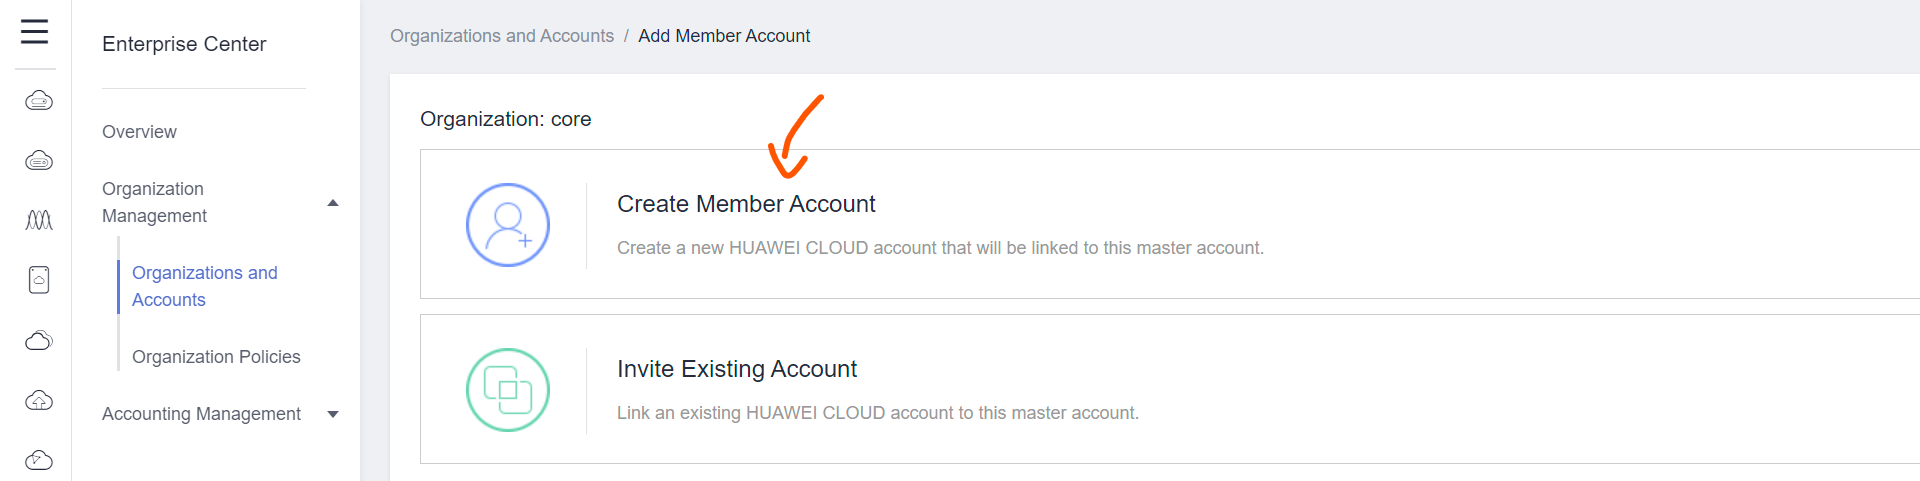 Enterprise Center
Overview
Organization
Management
Organizations and
Accounts
Organization Policies
Accounting Management
Organizations and Accounts / Add Member Account
Organization: core
Create Member Account
Create a new HUAWEI CLOUD account that will be linked to this master account.
Invite Existing Account
Link an existing HUAWEI CLOUD account to this master account.